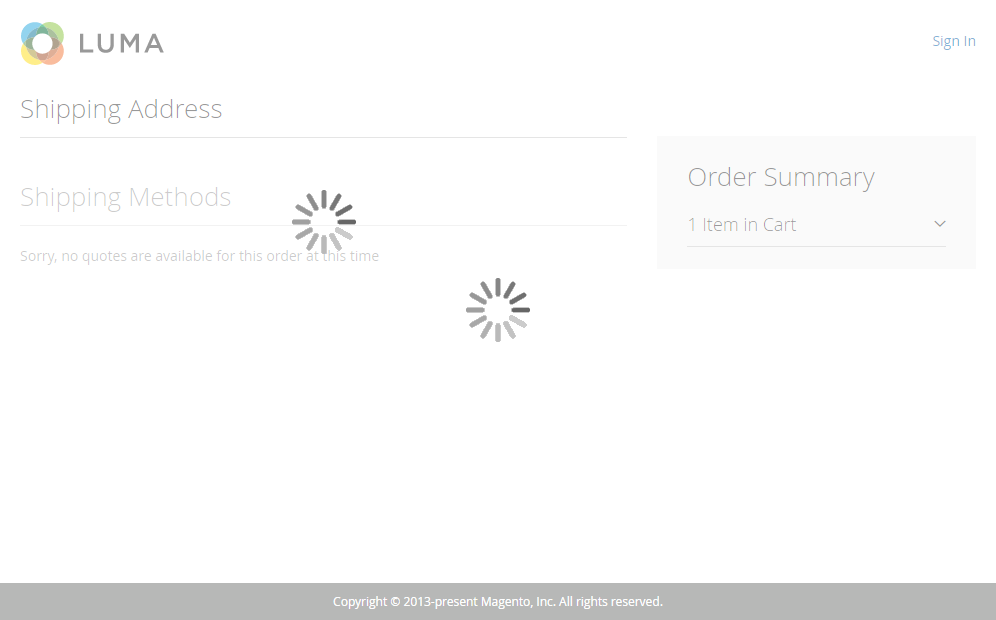 LUMA
Sign In
Shipping Address
Shipping Methods
Sorry, no quotes are available for this order at this time
Order Summary
1 Item in Cart
Copyright © 2013-present Magento, Inc. All rights reserved.